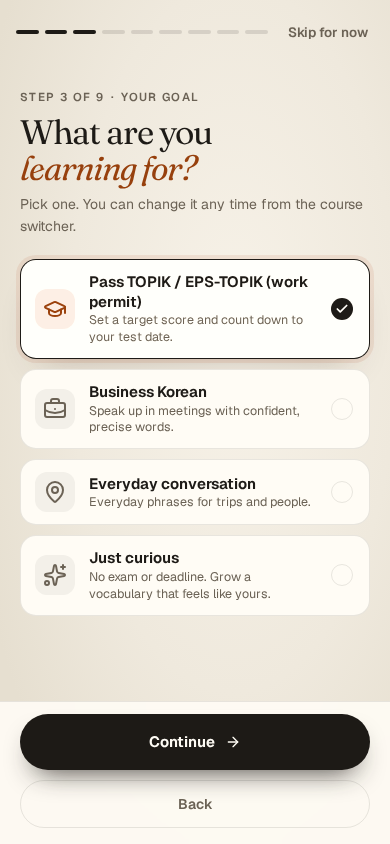 Skip for now
STEP 3 OF 9 · YOUR GOAL
What are you
learning for?
Pick one. You can change it any time from the course
switcher.
Pass TOPIK / EPS-TOPIK (work
permit)
Set a target score and count down to
your test date.
Business Korean
Speak up in meetings with confident,
precise words.
Everyday conversation
Everyday phrases for trips and people.
Just curious
No exam or deadline. Grow a
vocabulary that feels like yours.
Continue →
Back